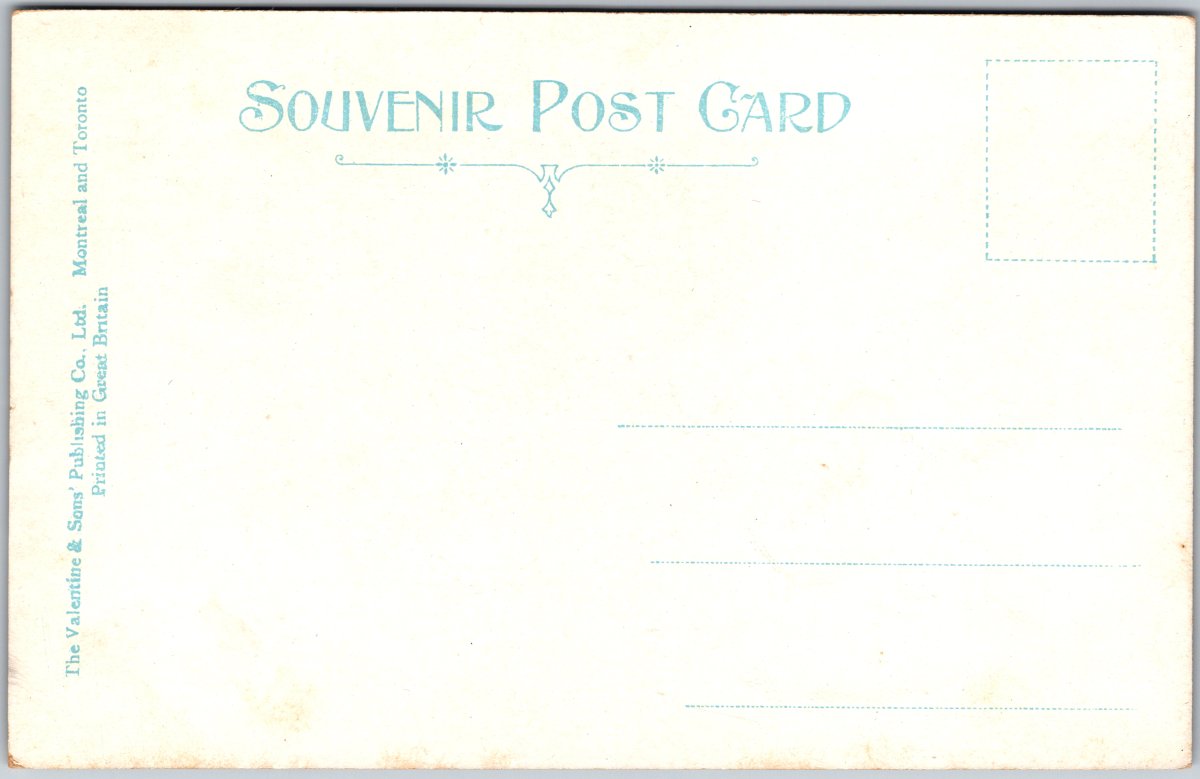 SOUVENIR POST CARD
The Valentine & Sons' Publishing Co., Ltd. Montreal and Toronto
Printed in Great Britain